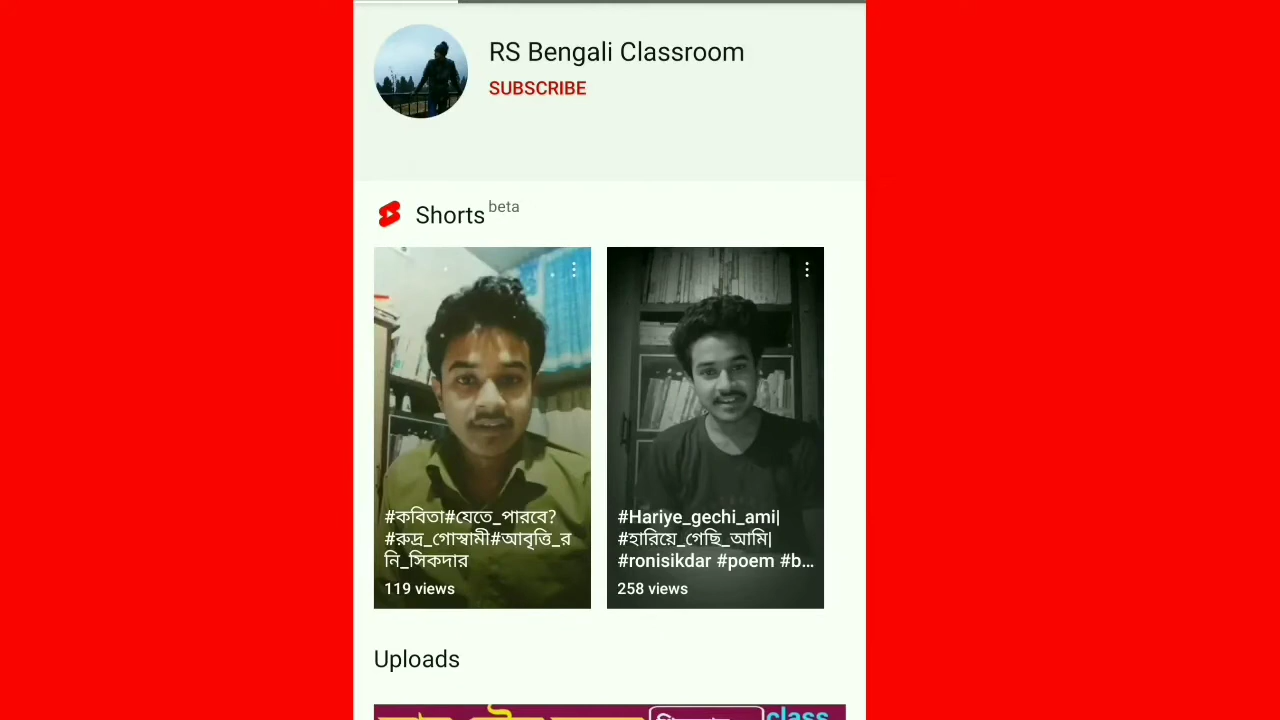 RS Bengali Classroom
SUBSCRIBE
Shorts beta
#কবিতা#যেতে_পারবে?
#রুদ্র_গোস্বামী#আবৃত্তি_র
নি_সিকদার
119 views
#Hariye_gechi_ami|
#হারিয়ে_গেছি_আমি|
#ronisikdar #poem #b...
258 views
Uploads
class